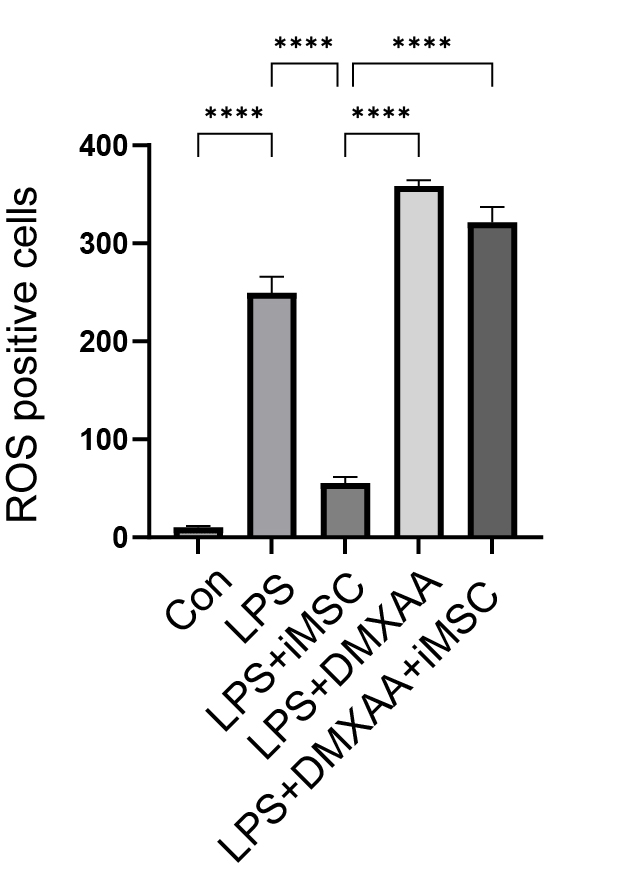 **** ****
**** ****
ROS positive cells
400
300
200
100
0
Con
LPS
LPS+iMSC
LPS+DMXAA
LPS+DMXAA+iMSC